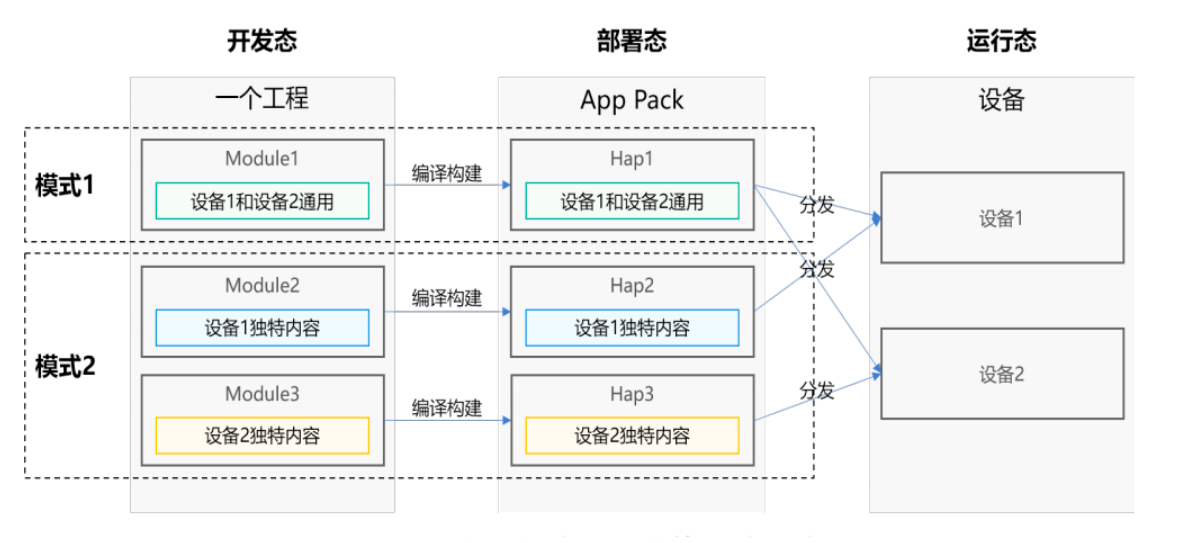 开发态
部署态
运行态
一个工程
App Pack
设备
模式1
Module1
设备1和设备2通用
编译构建
Hap1
设备1和设备2通用
分发
设备1
模式2
Module2
设备1独特内容
编译构建
Hap2
设备1独特内容
分发
Module3
设备2独特内容
编译构建
Hap3
设备2独特内容
分发
设备2